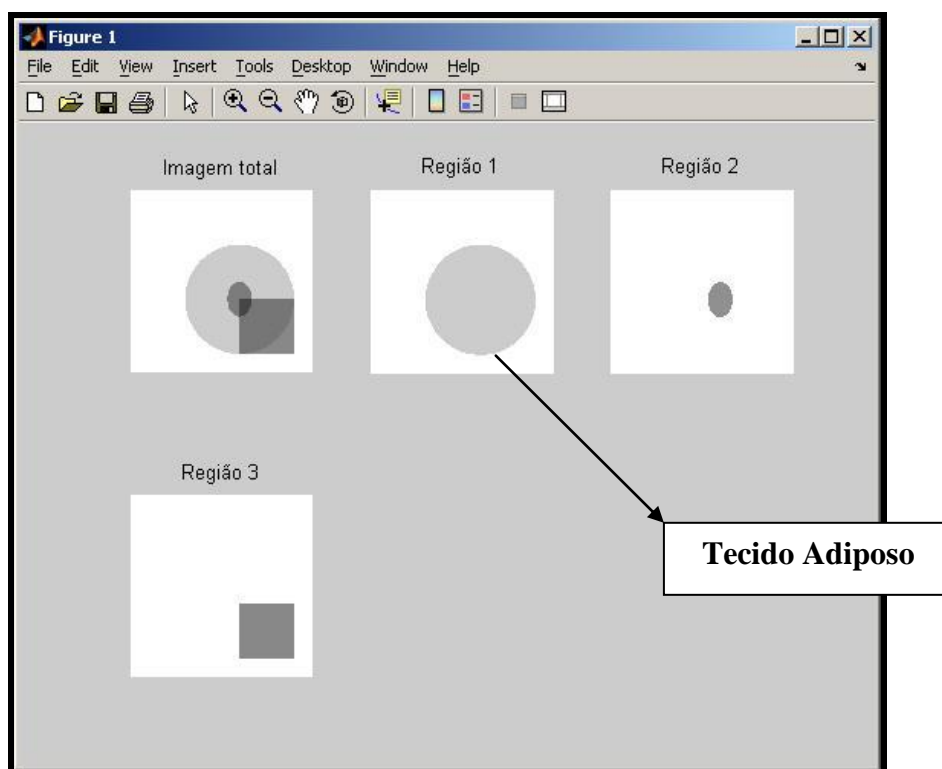 Figure 1
File Edit View Insert Tools Desktop Window Help
Imagem total
Região 1
Região 2
Região 3
Tecido Adiposo